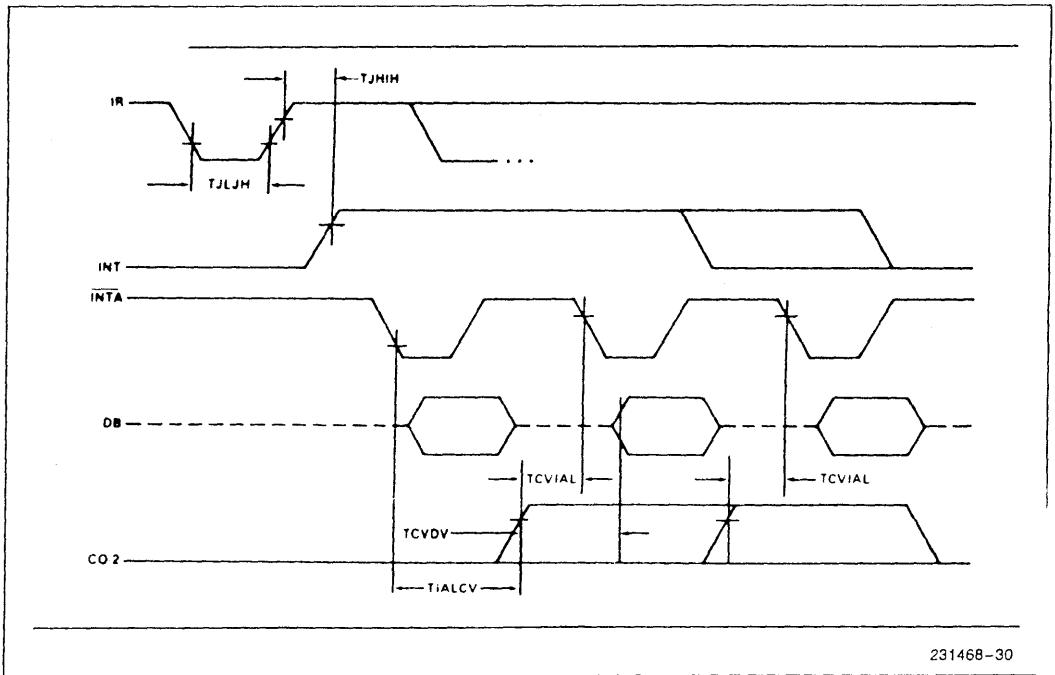 TJHIH
IR
TJLJH
...
INT
INTA
DB
TCVIAL
TCVIAL
TCVDV
CO 2
TiALCV
231468-30